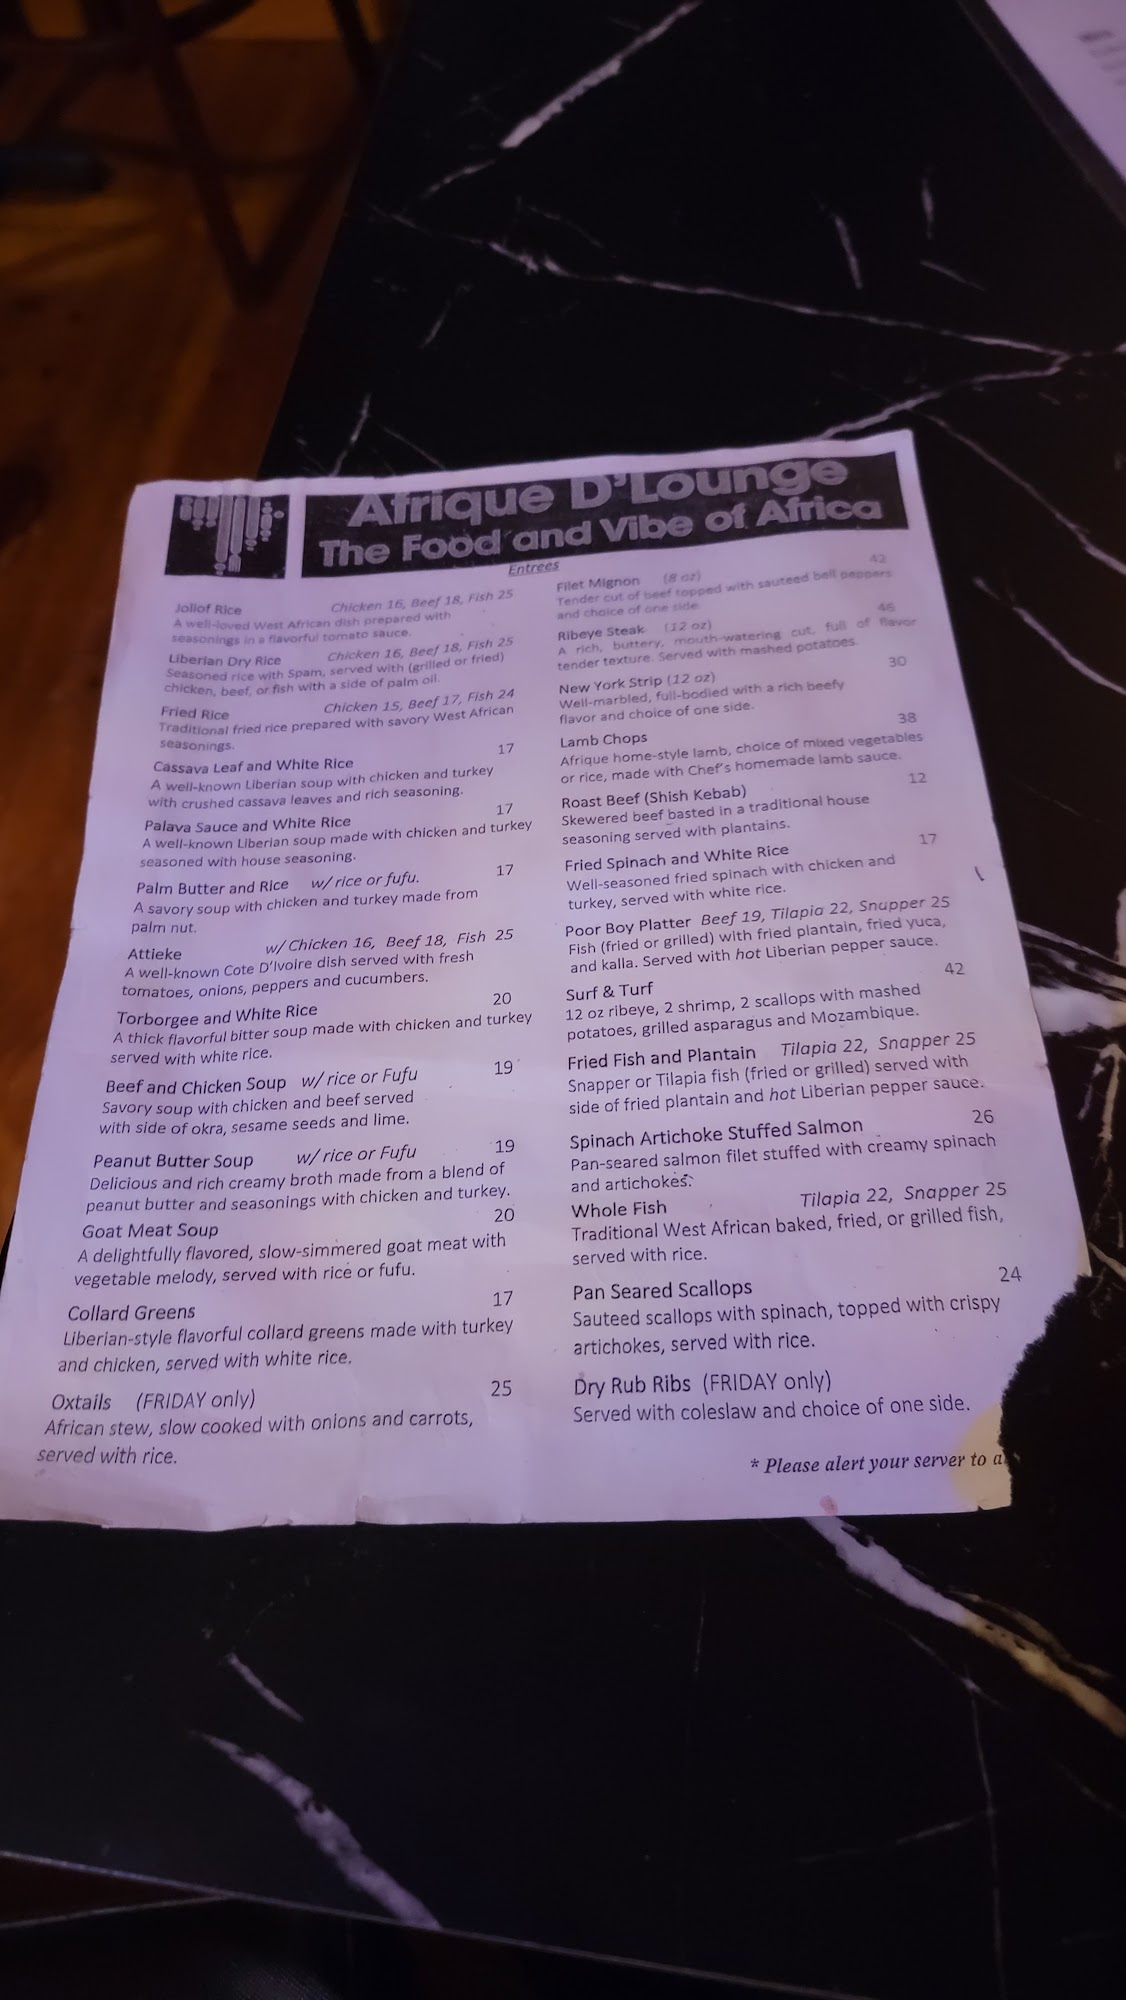 Afrique D'Lounge
The Food and Vibe of Africa
Entrees
Jollof Rice Chicken 16, Beef 18, Fish 25
A well-loved West African dish prepared with
seasonings in a flavorful tomato sauce.
Liberian Dry Rice Chicken 16, Beef 18, Fish 25
Seasoned rice with Spam, served with (grilled or fried)
chicken, beef, or fish with a side of palm oil.
Fried Rice Chicken 15, Beef 17, Fish 24
Traditional fried rice prepared with savory West African
seasonings.
Cassava Leaf and White Rice 17
A well-known Liberian soup with chicken and turkey
with crushed cassava leaves and rich seasoning.
Palava Sauce and White Rice 17
A well-known Liberian soup made with chicken and turkey
seasoned with house seasoning.
Palm Butter and Rice w/ rice or fufu. 17
A savory soup with chicken and turkey made from
palm nut.
Attieke w/ Chicken 16, Beef 18, Fish 25
A well-known Cote D'Ivoire dish served with fresh
tomatoes, onions, peppers and cucumbers.
Torborgee and White Rice 20
A thick flavorful bitter soup made with chicken and turkey
served with white rice.
Beef and Chicken Soup w/ rice or Fufu 19
Savory soup with chicken and beef served
with side of okra, sesame seeds and lime.
Peanut Butter Soup w/ rice or Fufu 19
Delicious and rich creamy broth made from a blend of
peanut butter and seasonings with chicken and turkey.
Goat Meat Soup 20
A delightfully flavored, slow-simmered goat meat with
vegetable melody, served with rice or fufu.
Collard Greens 17
Liberian-style flavorful collard greens made with turkey
and chicken, served with white rice.
Oxtails (FRIDAY only) 25
African stew, slow cooked with onions and carrots,
served with rice.
Filet Mignon (8 oz) 42
Tender cut of beef topped with sauteed bell peppers
and choice of one side.
Ribeye Steak (12 oz) 46
A rich, buttery, mouth-watering cut, full of flavor
tender texture. Served with mashed potatoes.
New York Strip (12 oz) 30
Well-marbled, full-bodied with a rich beefy
flavor and choice of one side.
Lamb Chops 38
Afrique home-style lamb, choice of mixed vegetables
or rice, made with Chef's homemade lamb sauce.
Roast Beef (Shish Kebab) 12
Skewered beef basted in a traditional house
seasoning served with plantains.
Fried Spinach and White Rice 17
Well-seasoned fried spinach with chicken and
turkey, served with white rice.
Poor Boy Platter Beef 19, Tilapia 22, Snapper 25
Fish (fried or grilled) with fried plantain, fried yuca,
and kalla. Served with hot Liberian pepper sauce.
Surf & Turf 42
12 oz ribeye, 2 shrimp, 2 scallops with mashed
potatoes, grilled asparagus and Mozambique.
Fried Fish and Plantain Tilapia 22, Snapper 25
Snapper or Tilapia fish (fried or grilled) served with
side of fried plantain and hot Liberian pepper sauce.
Spinach Artichoke Stuffed Salmon 26
Pan-seared salmon filet stuffed with creamy spinach
and artichokes.
Whole Fish Tilapia 22, Snapper 25
Traditional West African baked, fried, or grilled fish,
served with rice.
Pan Seared Scallops 24
Sauteed scallops with spinach, topped with crispy
artichokes, served with rice.
Dry Rub Ribs (FRIDAY only)
Served with coleslaw and choice of one side.
* Please alert your server to a